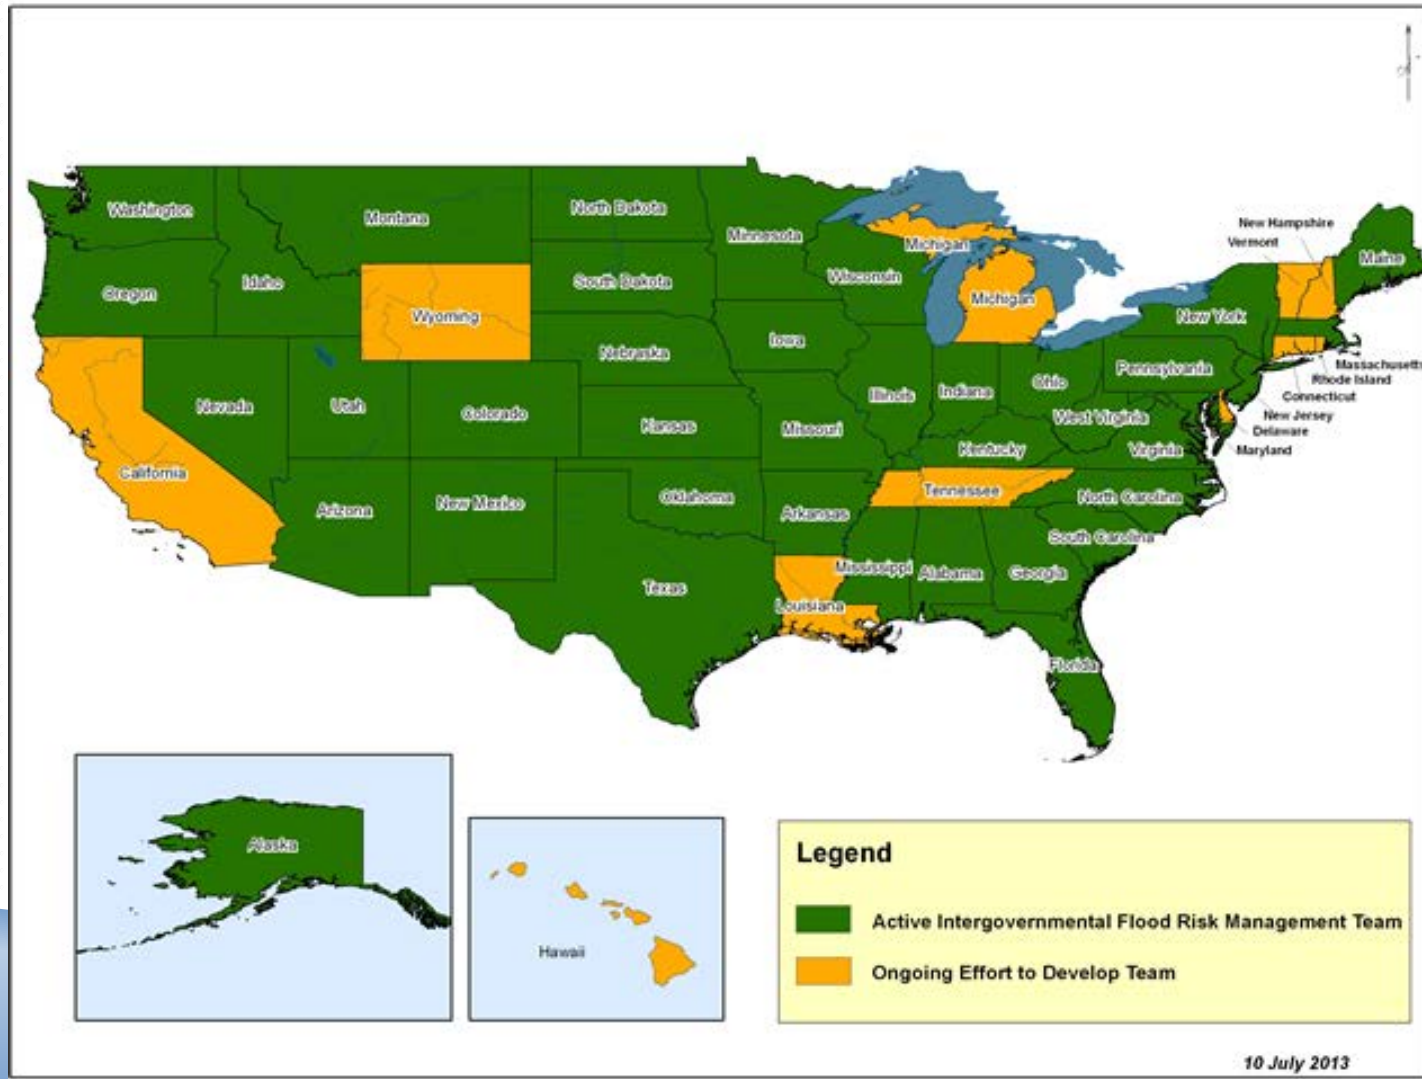 Washington
Montana
North Dakota
Minnesota
Michigan
New Hampshire
Vermont
Maine
Oregon
Idaho
South Dakota
Wisconsin
Wyoming
Michigan
New York
Nebraska
Iowa
Pennsylvania
Massachusett
Rhode Island
Connecticut
New Jersey
Delaware
Maryland
Nevada
Utah
Colorado
Kansas
Missouri
Illinois
Indiana
Ohio
West Virginia
Virginia
Kentucky
California
Arizona
New Mexico
Oklahoma
Arkansas
Tennessee
North Carolina
South Carolina
Texas
Louisiana
Mississippi
Alabama
Georgia
Florida
Alaska
Hawaii
Legend
Active Intergovernmental Flood Risk Management Team
Ongoing Effort to Develop Team
10 July 2013